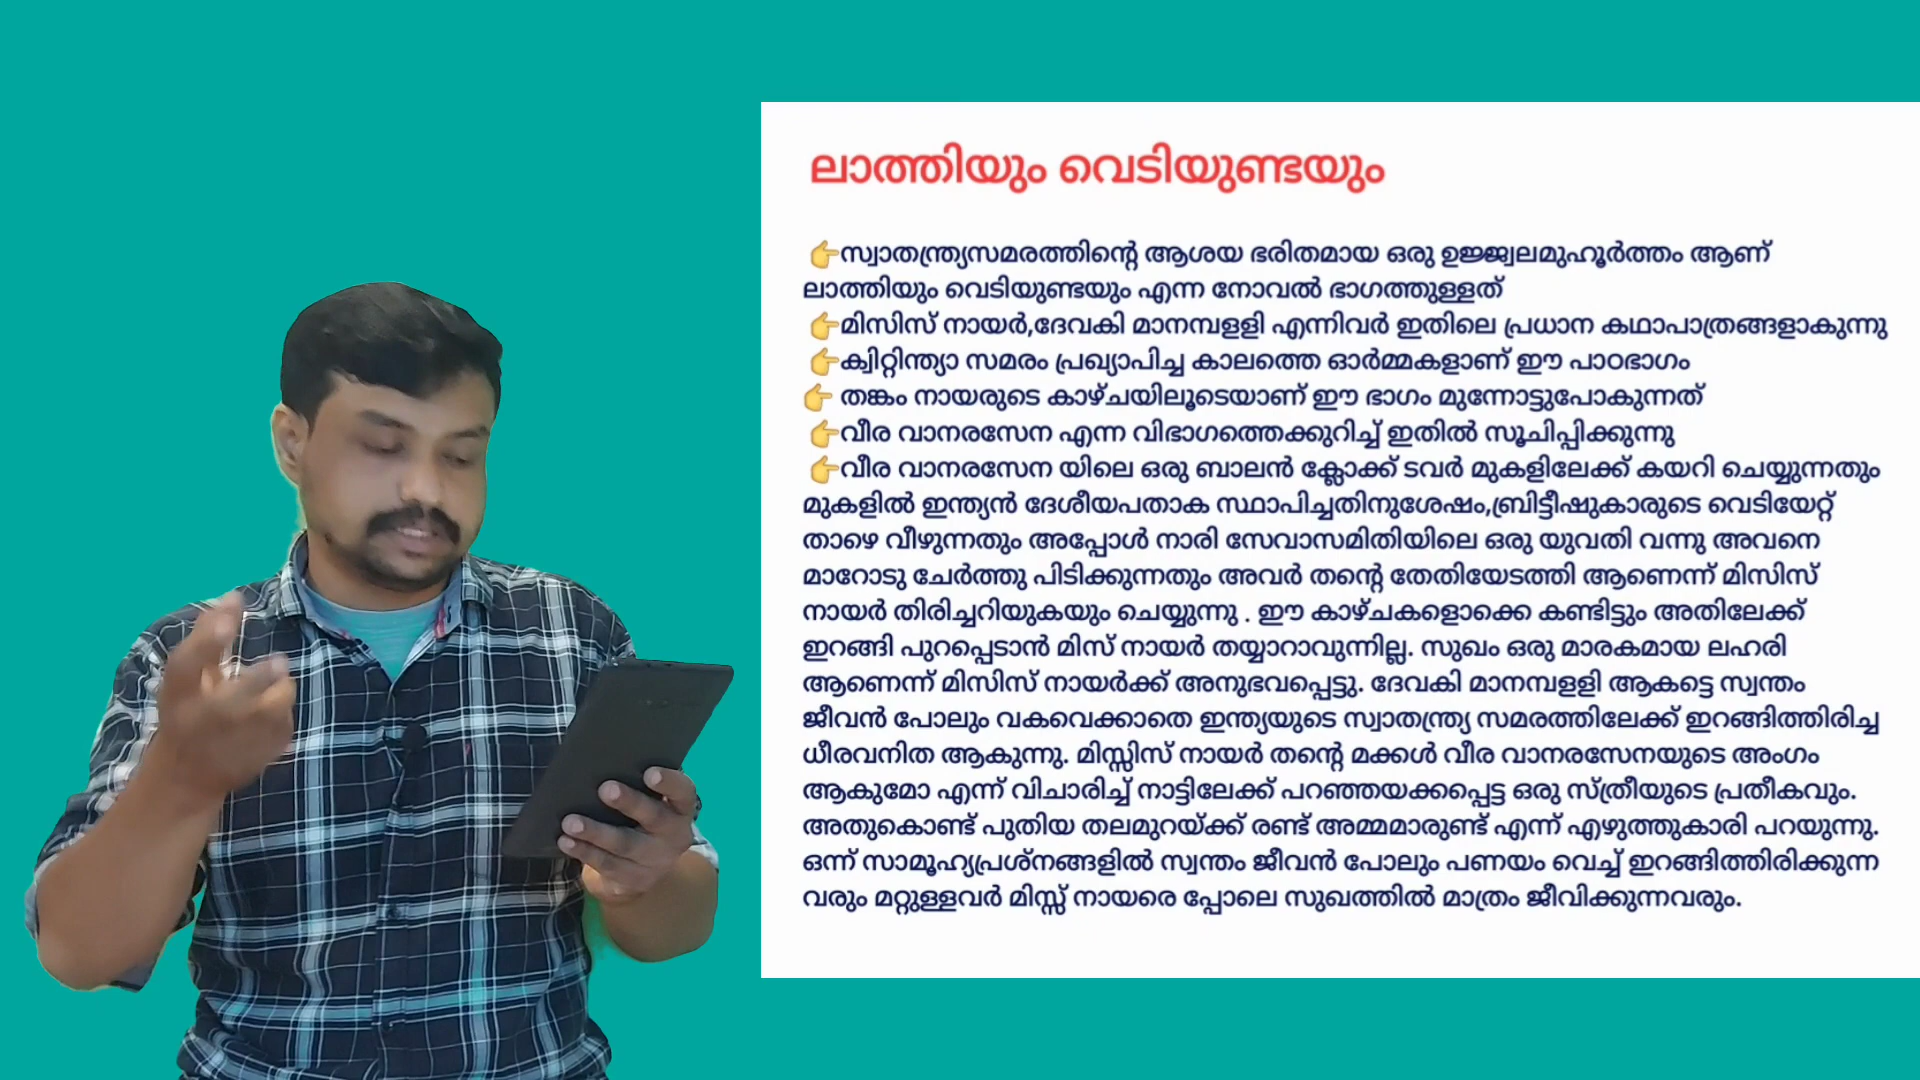 ലാത്തിയും വെടിയുണ്ടയും
👉സ്വാതന്ത്ര്യസമരത്തിന്റെ ആശയ ഭരിതമായ ഒരു ഉജ്ജ്വലമുഹൂർത്തം ആണ്
ലാത്തിയും വെടിയുണ്ടയും എന്ന നോവൽ ഭാഗത്തുള്ളത്
👉മിസിസ് നായർ,ദേവകി മാനമ്പളളി എന്നിവർ ഇതിലെ പ്രധാന കഥാപാത്രങ്ങളാകുന്നു
👉ക്വിറ്റിന്ത്യാ സമരം പ്രഖ്യാപിച്ച കാലത്തെ ഓർമ്മകളാണ് ഈ പാഠഭാഗം
👉 തങ്കം നായരുടെ കാഴ്ചയിലൂടെയാണ് ഈ ഭാഗം മുന്നോട്ടുപോകുന്നത്
👉വീര വാനരസേന എന്ന വിഭാഗത്തെക്കുറിച്ച് ഇതിൽ സൂചിപ്പിക്കുന്നു
👉വീര വാനരസേന യിലെ ഒരു ബാലൻ ക്ലോക്ക് ടവർ മുകളിലേക്ക് കയറി ചെയ്യുന്നതും
മുകളിൽ ഇന്ത്യൻ ദേശീയപതാക സ്ഥാപിച്ചതിനുശേഷം,ബ്രിട്ടീഷുകാരുടെ വെടിയേറ്റ്
താഴെ വീഴുന്നതും അപ്പോൾ നാരി സേവാസമിതിയിലെ ഒരു യുവതി വന്നു അവനെ
മാറോടു ചേർത്തു പിടിക്കുന്നതും അവർ തന്റെ തേതിയേടത്തി ആണെന്ന് മിസിസ്
നായർ തിരിച്ചറിയുകയും ചെയ്യുന്നു . ഈ കാഴ്ചകളൊക്കെ കണ്ടിട്ടും അതിലേക്ക്
ഇറങ്ങി പുറപ്പെടാൻ മിസ് നായർ തയ്യാറാവുന്നില്ല. സുഖം ഒരു മാരകമായ ലഹരി
ആണെന്ന് മിസിസ് നായർക്ക് അനുഭവപ്പെട്ടു. ദേവകി മാനമ്പളളി ആകട്ടെ സ്വന്തം
ജീവൻ പോലും വകവെക്കാതെ ഇന്ത്യയുടെ സ്വാതന്ത്ര്യ സമരത്തിലേക്ക് ഇറങ്ങിത്തിരിച്ച
ധീരവനിത ആകുന്നു. മിസ്സിസ് നായർ തന്റെ മക്കൾ വീര വാനരസേനയുടെ അംഗം
ആകുമോ എന്ന് വിചാരിച്ച് നാട്ടിലേക്ക് പറഞ്ഞയക്കപ്പെട്ട ഒരു സ്ത്രീയുടെ പ്രതീകവും.
അതുകൊണ്ട് പുതിയ തലമുറയ്ക്ക് രണ്ട് അമ്മമാരുണ്ട് എന്ന് എഴുത്തുകാരി പറയുന്നു.
ഒന്ന് സാമൂഹ്യപ്രശ്നങ്ങളിൽ സ്വന്തം ജീവൻ പോലും പണയം വെച്ച് ഇറങ്ങിത്തിരിക്കുന്ന
വരും മറ്റുള്ളവർ മിസ്സ് നായരെ പ്പോലെ സുഖത്തിൽ മാത്രം ജീവിക്കുന്നവരും.